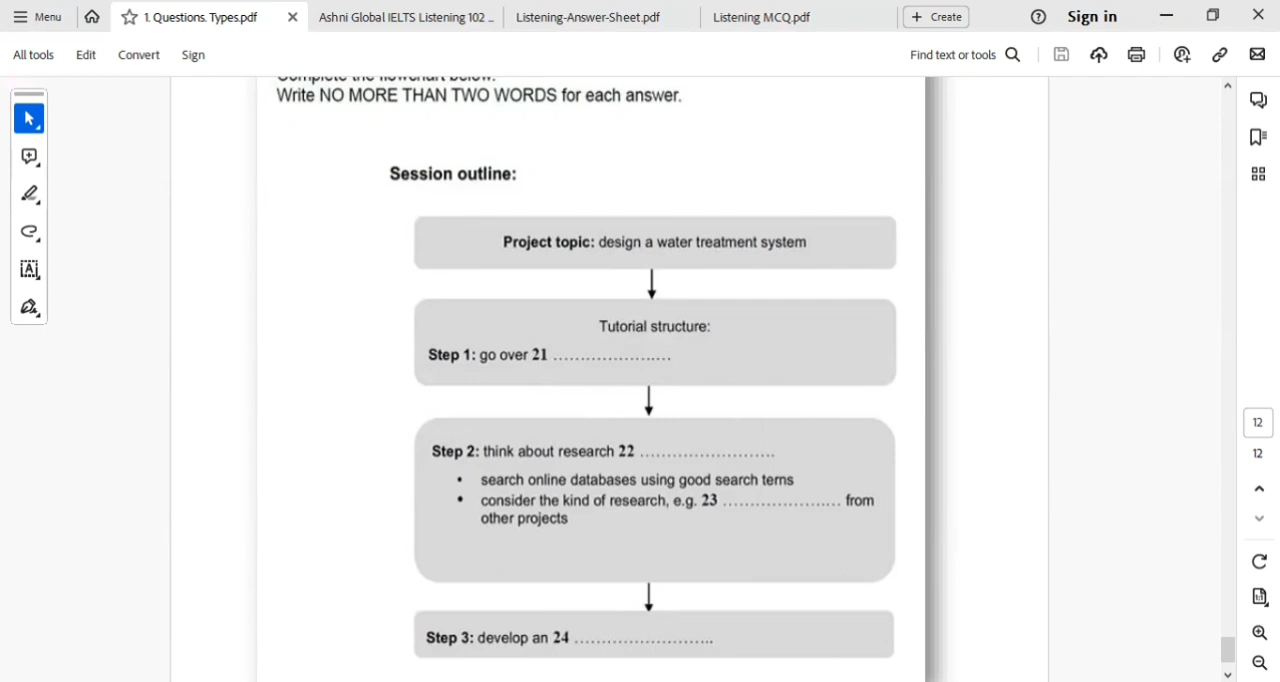 Menu
1. Questions. Types.pdf
Ashni Global IELTS Listening 102 ...
Listening-Answer-Sheet.pdf
Listening MCQ.pdf
+ Create
Sign in
All tools
Edit
Convert
Sign
Find text or tools
Complete the flowchart below.
Write NO MORE THAN TWO WORDS for each answer.
Session outline:
Project topic: design a water treatment system
Tutorial structure:
Step 1: go over 21 .....................
Step 2: think about research 22 ........................
• search online databases using good search terns
• consider the kind of research, e.g. 23 ..................... from
other projects
Step 3: develop an 24 .........................
12
12